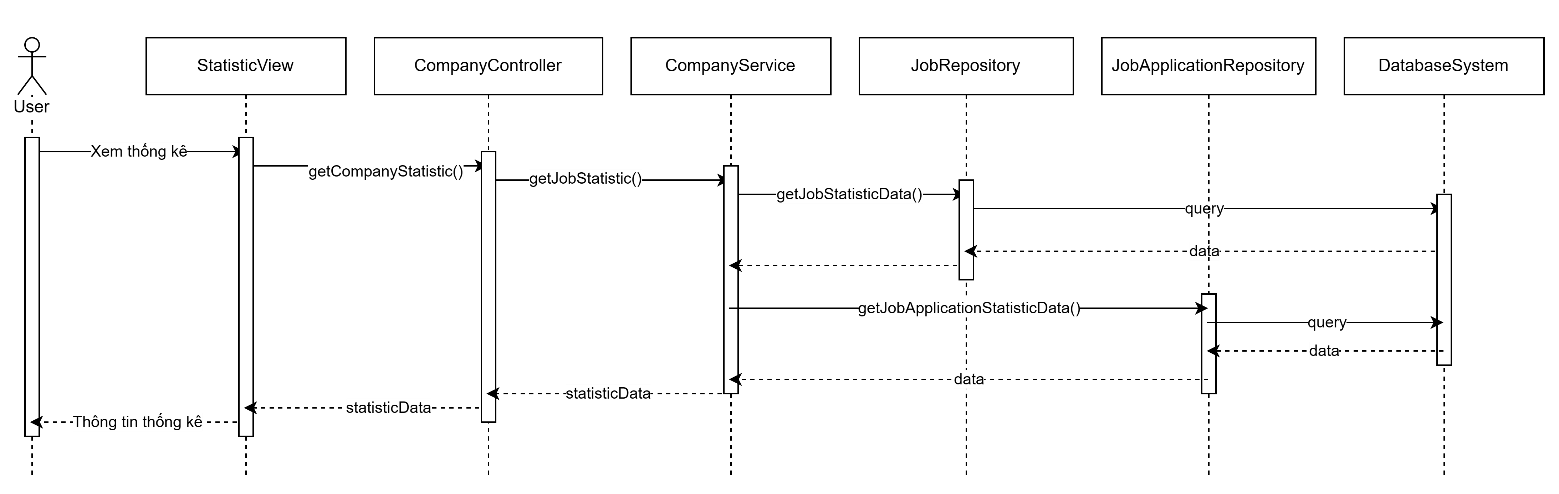 StatisticView
CompanyController
CompanyService
JobRepository
JobApplicationRepository
DatabaseSystem
User
Xem thống kê
getCompanyStatistic()
getJobStatistic()
getJobStatisticData()
query
data
getJobApplicationStatisticData()
query
data
data
statisticData
statisticData
Thông tin thống kê